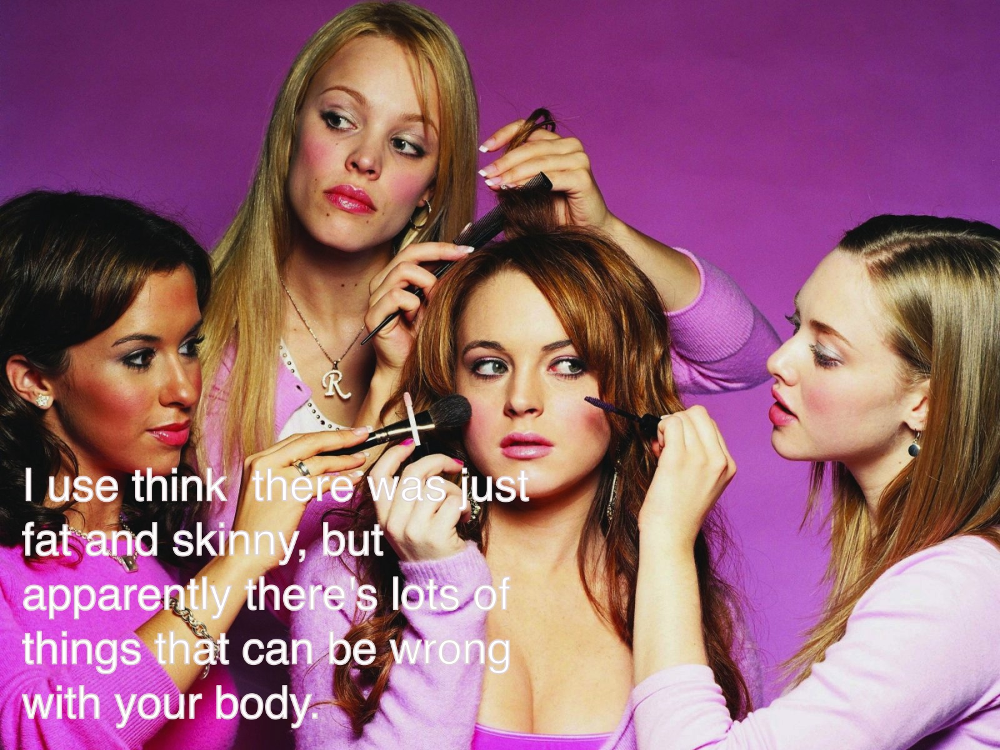 R
I use think  there was just
fat and skinny, but
apparently there's lots of
things that can be wrong
with your body.